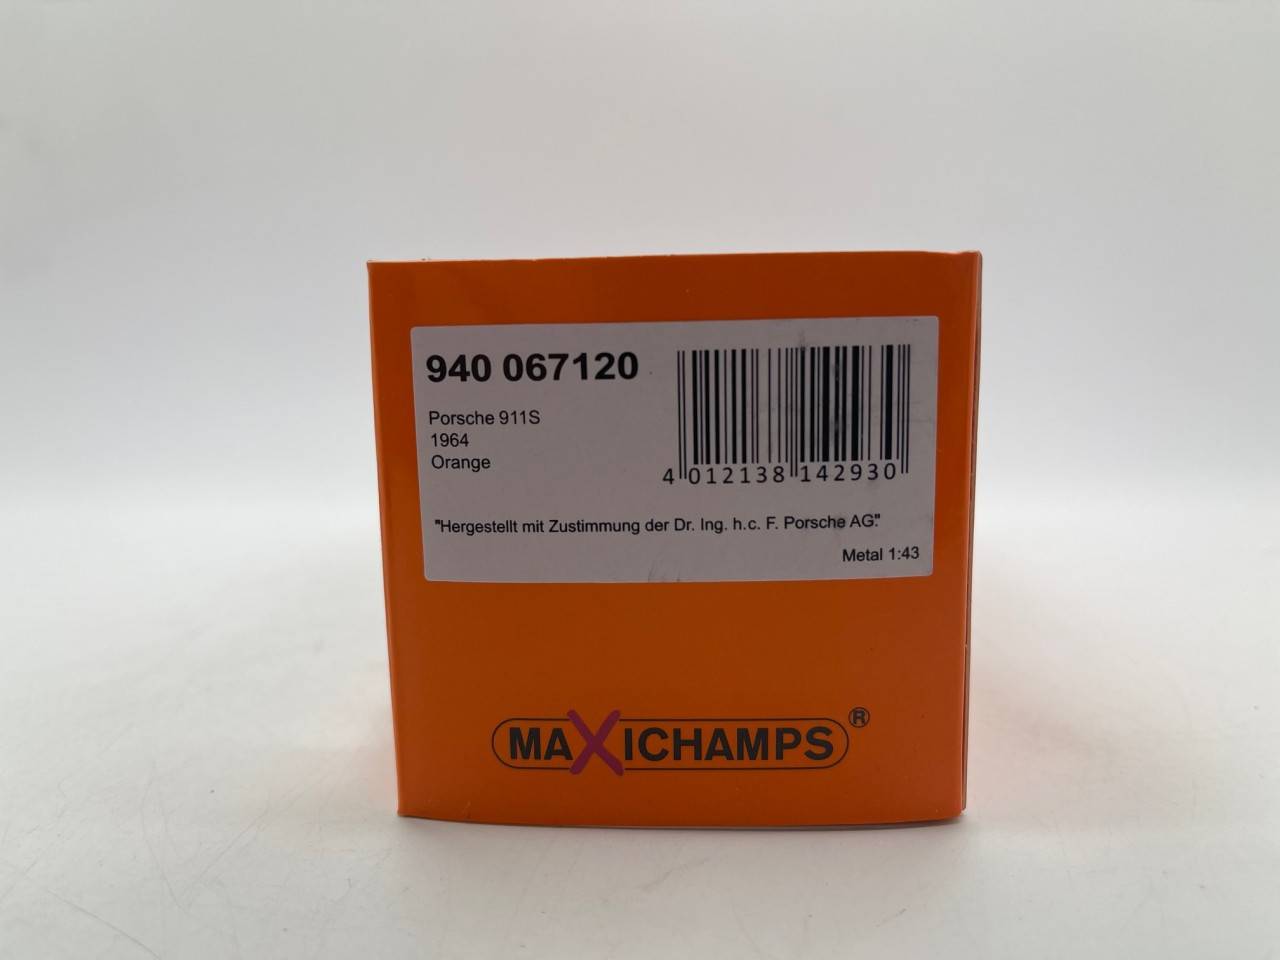 940 067120
Porsche 911S
1964
Orange
4 012138 142930
"Hergestellt mit Zustimmung der Dr. Ing. h.c. F. Porsche AG."
Metal 1:43
MAXICHAMPS®